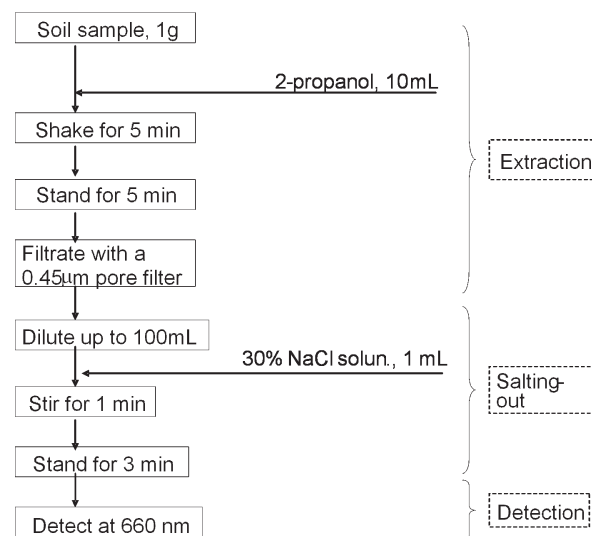 Soil sample, 1g
2-propanol, 10mL
Shake for 5 min
Extraction
Stand for 5 min
Filtrate with a
0.45μm pore filter
Dilute up to 100mL
30% NaCl solun., 1 mL
Salting-
out
Stir for 1 min
Stand for 3 min
Detection
Detect at 660 nm